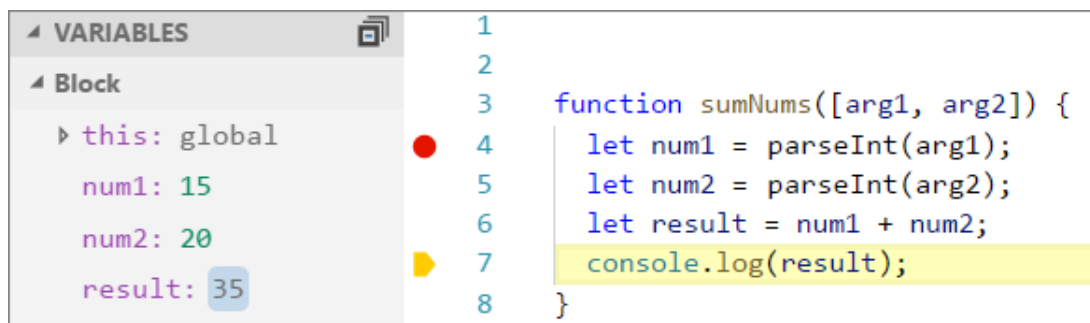 VARIABLES
Block
this: global
num1: 15
num2: 20
result: 35
1
2
3 function sumNums([arg1, arg2]) {
4 let num1 = parseInt(arg1);
5 let num2 = parseInt(arg2);
6 let result = num1 + num2;
7 console.log(result);
8 }